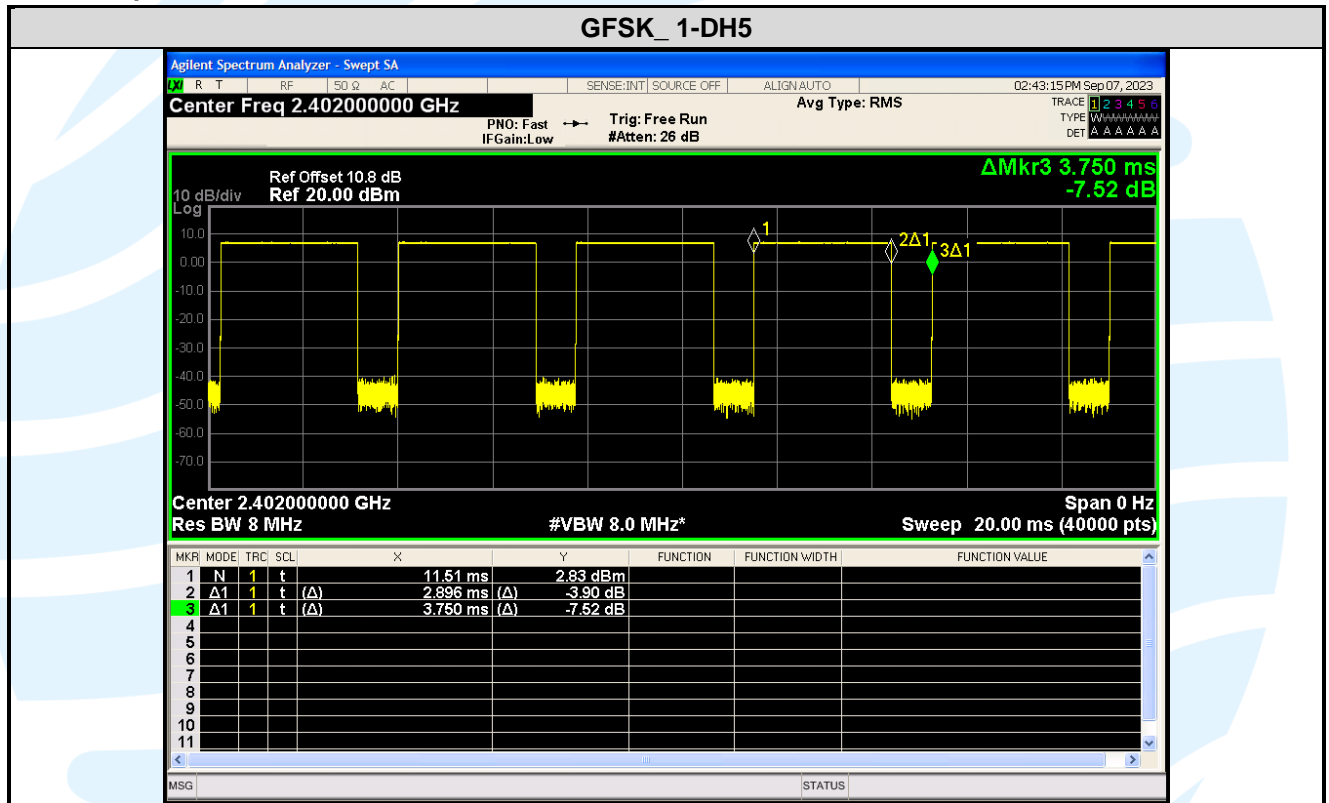 GFSK_ 1-DH5
Agilent Spectrum Analyzer - Swept SA
LXI R T RF 50 Ω AC SENSE:INT SOURCE OFF ALIGN AUTO 02:43:15 PM Sep 07, 2023
Center Freq 2.402000000 GHz Avg Type: RMS TRACE 1 2 3 4 5 6
PNO: Fast Trig: Free Run TYPE WWWWWW
IFGain:Low #Atten: 26 dB DET A A A A A A
ΔMkr3 3.750 ms
Ref Offset 10.8 dB
10 dB/div Ref 20.00 dBm -7.52 dB
Log
10.0
0.00
-10.0
-20.0
-30.0
-40.0
-50.0
-60.0
-70.0
1
2Δ1
3Δ1
Center 2.402000000 GHz Span 0 Hz
Res BW 8 MHz #VBW 8.0 MHz* Sweep 20.00 ms (40000 pts)
MKR MODE TRC SCL X Y FUNCTION FUNCTION WIDTH FUNCTION VALUE
1 N 1 t 11.51 ms 2.83 dBm
2 Δ1 1 t (Δ) 2.896 ms (Δ) -3.90 dB
3 Δ1 1 t (Δ) 3.750 ms (Δ) -7.52 dB
4
5
6
7
8
9
10
11
MSG STATUS